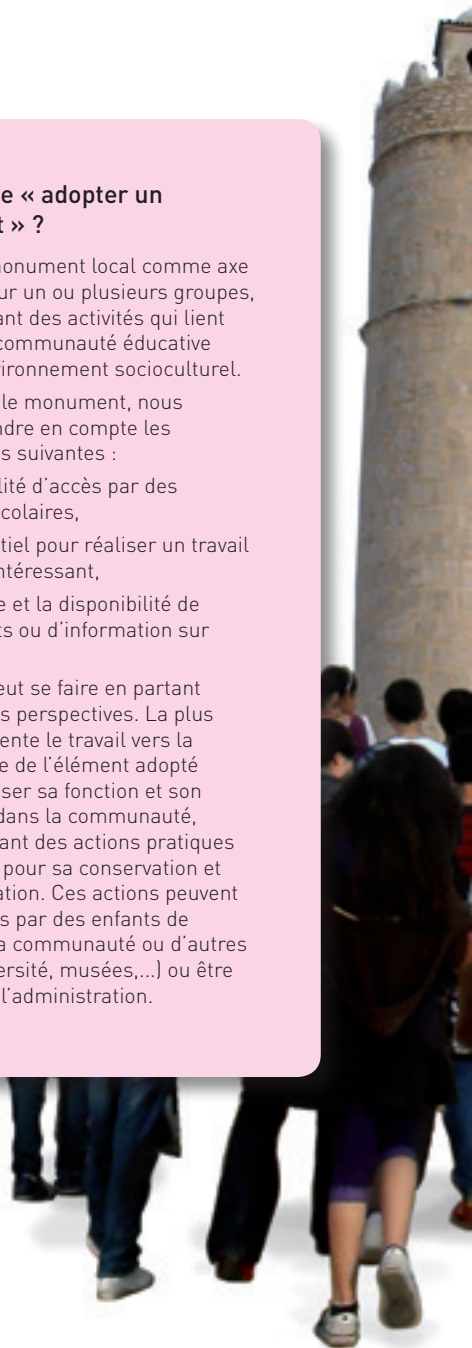 e « adopter un
t » ?
monument local comme axe
ur un ou plusieurs groupes,
ant des activités qui lient
communauté éducative
vironnement socioculturel.
le monument, nous
ndre en compte les
s suivantes :
lité d’accès par des
colaires,
tiel pour réaliser un travail
ntéressant,
e et la disponibilité de
ts ou d’information sur
eut se faire en partant
s perspectives. La plus
ente le travail vers la
e de l’élément adopté
ser sa fonction et son
dans la communauté,
ant des actions pratiques
pour sa conservation et
ation. Ces actions peuvent
s par des enfants de
a communauté ou d’autres
ersité, musées,...) ou être
l’administration.